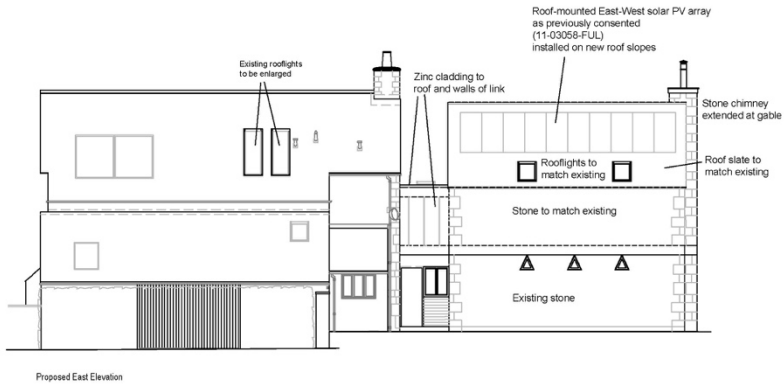 Roof-mounted East-West solar PV array
as previously consented
(11-03058-FUL)
installed on new roof slopes
Existing rooflights
to be enlarged
Zinc cladding to
roof and walls of link
Stone chimney
extended at gable
Rooflights to
match existing
Roof slate to
match existing
Stone to match existing
Existing stone
Proposed East Elevation